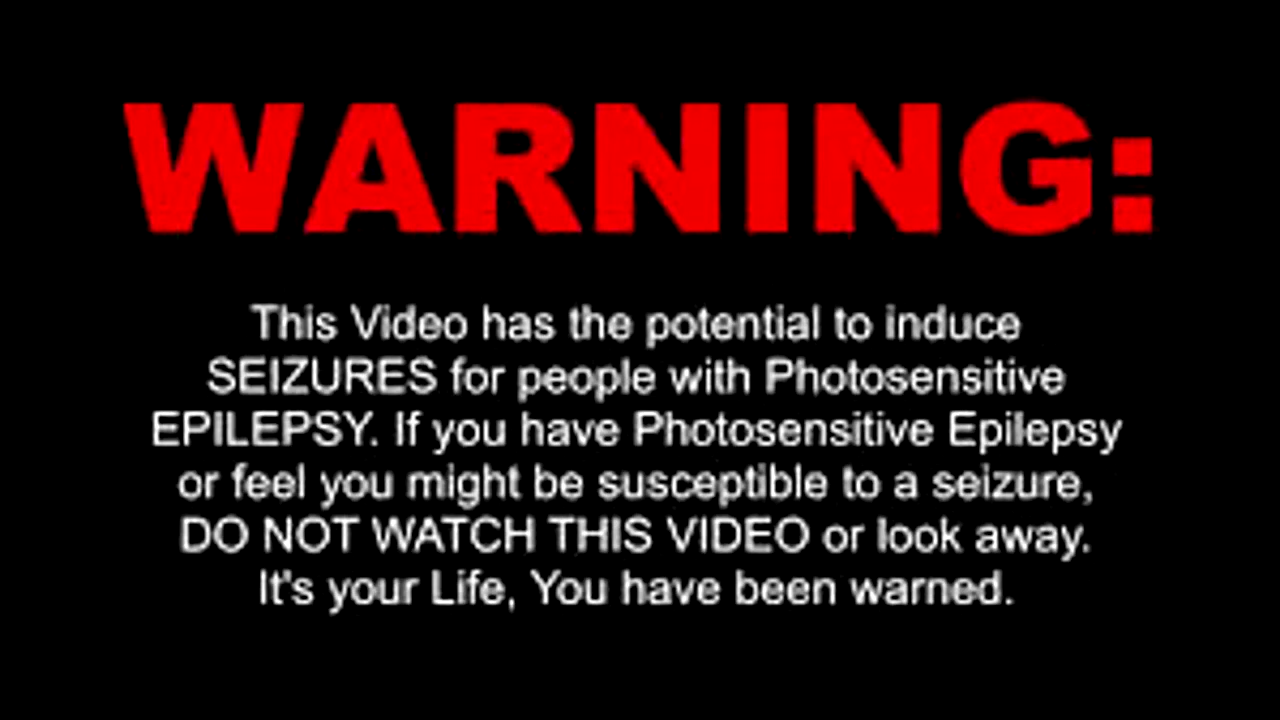 WARNING:
This Video has the potential to induce
SEIZURES for people with Photosensitive
EPILEPSY. If you have Photosensitive Epilepsy
or feel you might be susceptible to a seizure,
DO NOT WATCH THIS VIDEO or look away.
It's your Life, You have been warned.